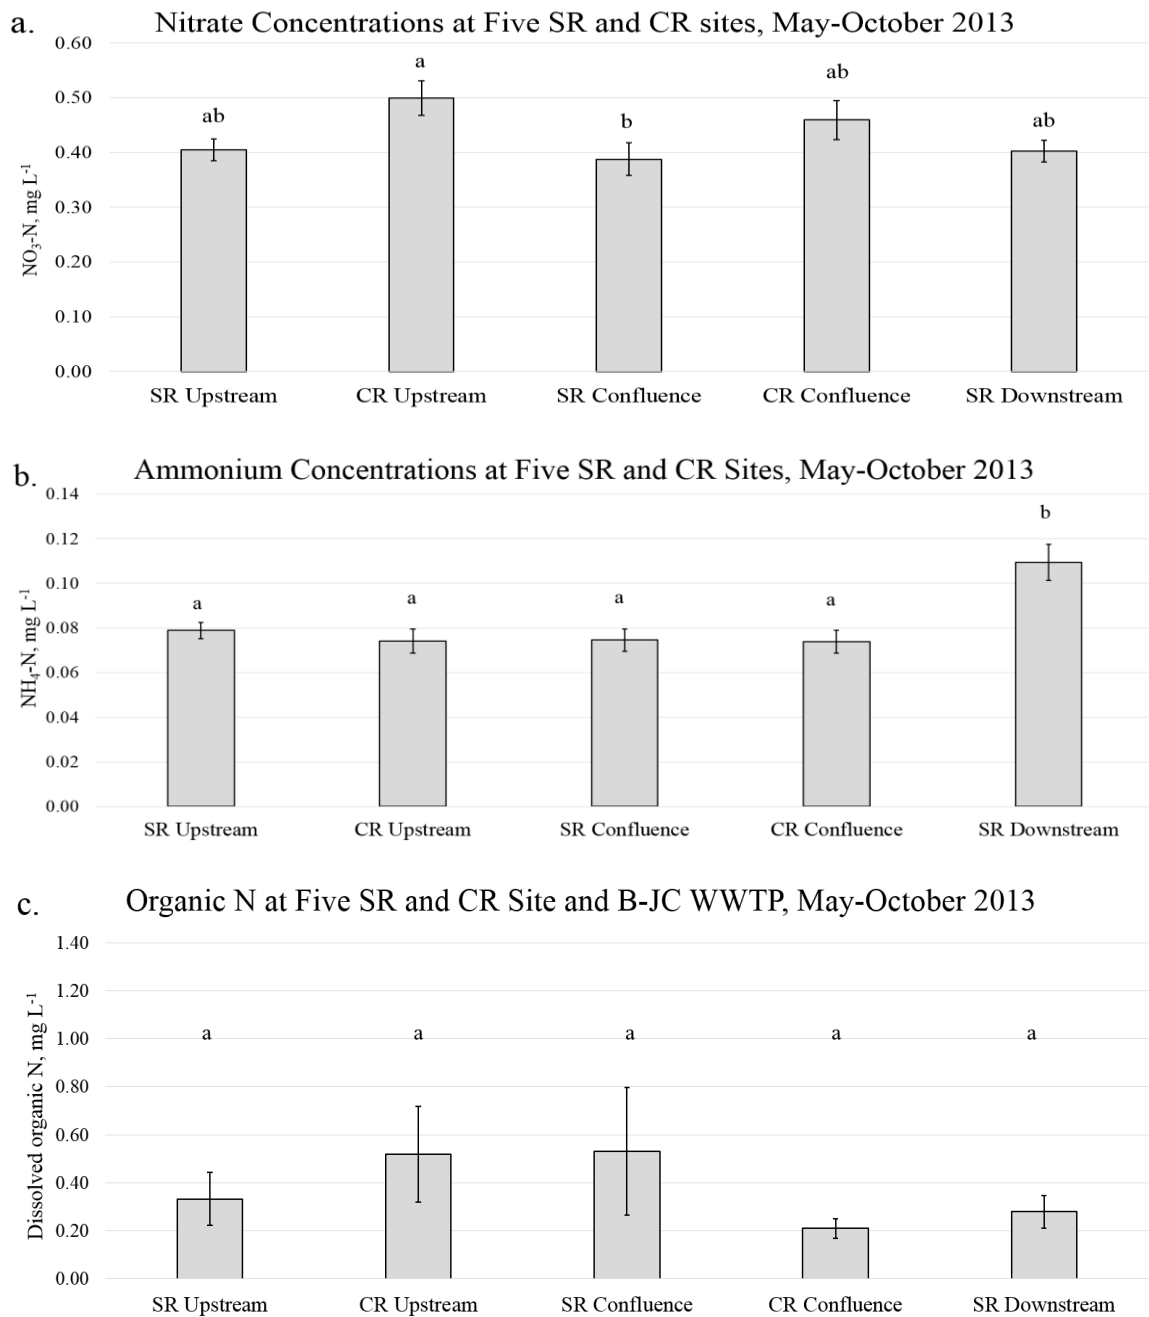 a. Nitrate Concentrations at Five SR and CR sites, May-October 2013
0.60
0.50
0.40
0.30
0.20
0.10
0.00
NO₃-N, mg L⁻¹
ab
a
b
ab
ab
SR Upstream
CR Upstream
SR Confluence
CR Confluence
SR Downstream
b. Ammonium Concentrations at Five SR and CR Sites, May-October 2013
0.14
0.12
0.10
0.08
0.06
0.04
0.02
0.00
NH₄-N, mg L⁻¹
a
a
a
a
b
SR Upstream
CR Upstream
SR Confluence
CR Confluence
SR Downstream
c. Organic N at Five SR and CR Site and B-JC WWTP, May-October 2013
1.40
1.20
1.00
0.80
0.60
0.40
0.20
0.00
Dissolved organic N, mg L⁻¹
a
a
a
a
a
SR Upstream
CR Upstream
SR Confluence
CR Confluence
SR Downstream